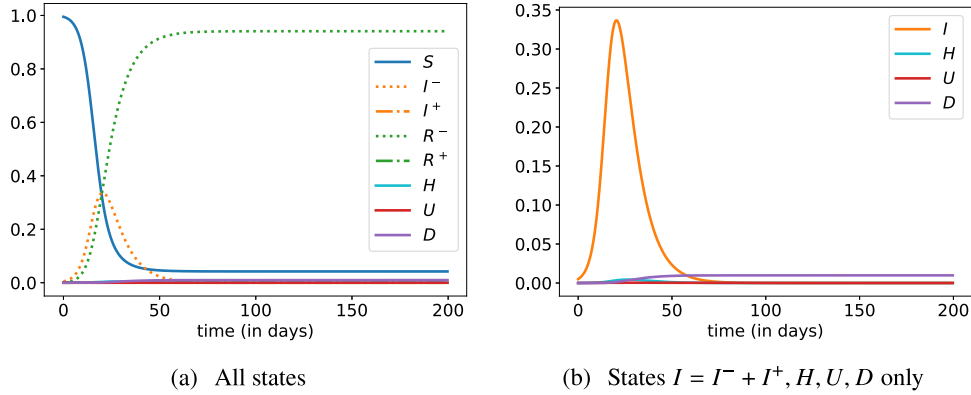 1.0
0.8
0.6
0.4
0.2
0.0
S
I⁻
I⁺
R⁻
R⁺
H
U
D
0 50 100 150 200
time (in days)
(a) All states
0.35
0.30
0.25
0.20
0.15
0.10
0.05
0.00
I
H
U
D
0 50 100 150 200
time (in days)
(b) States I = I⁻ + I⁺, H, U, D only